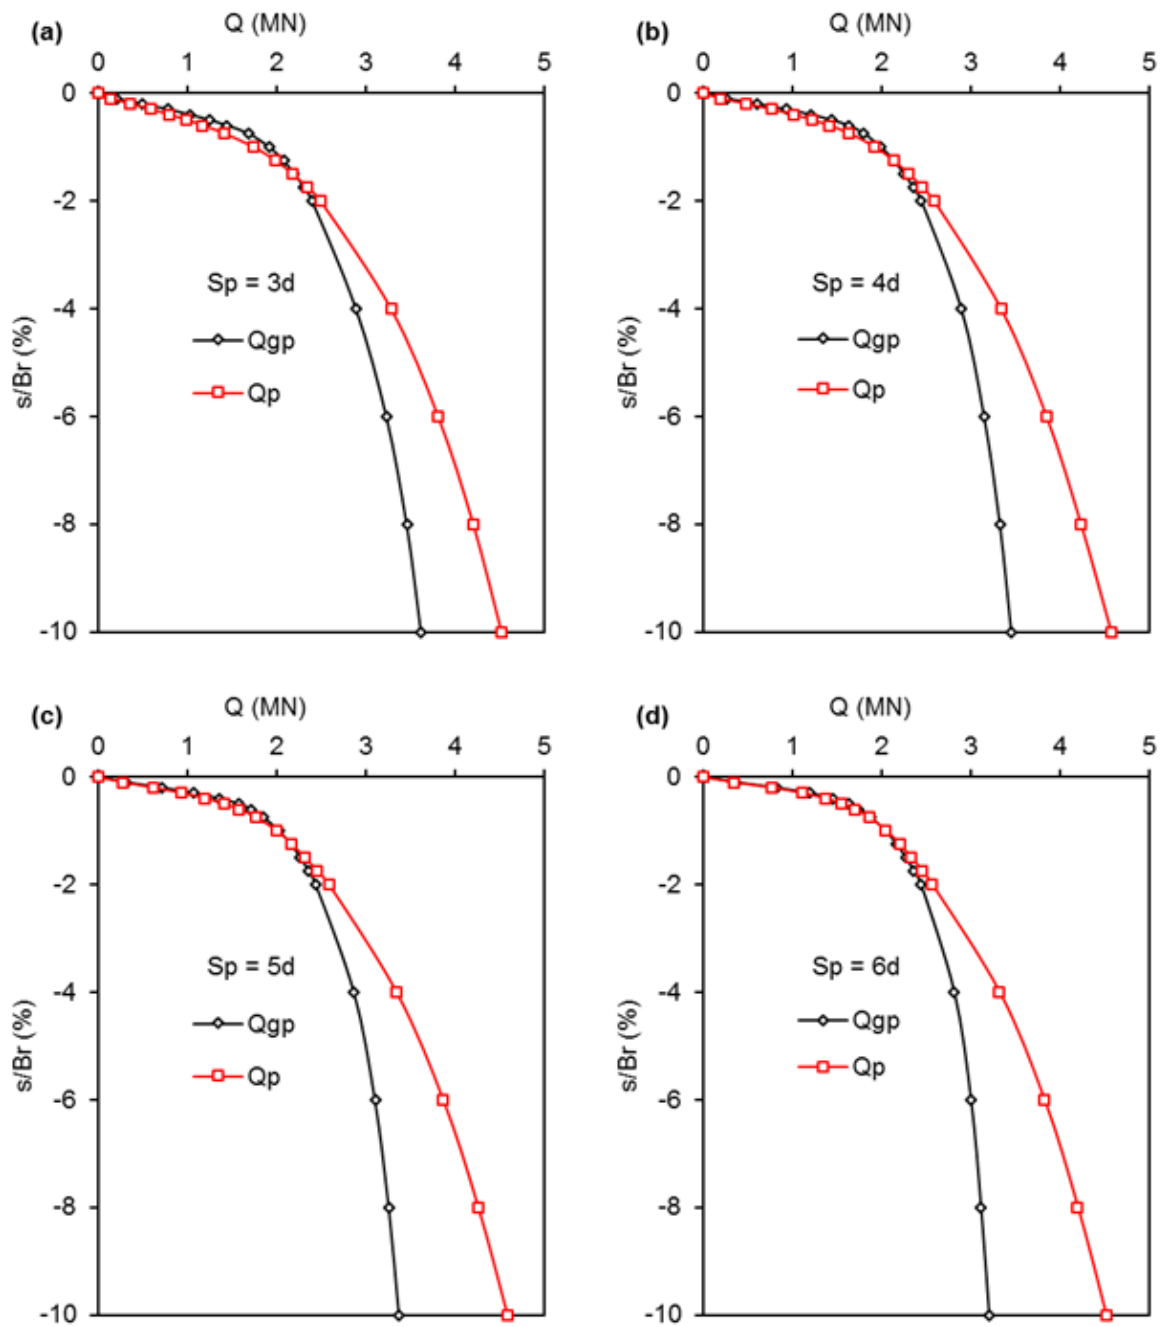 (a)
Q (MN)
0 1 2 3 4 5
0
-2
-4
-6
-8
-10
s/Br (%)
Sp = 3d
Qgp
Qp
(b)
Q (MN)
0 1 2 3 4 5
0
-2
-4
-6
-8
-10
s/Br (%)
Sp = 4d
Qgp
Qp
(c)
Q (MN)
0 1 2 3 4 5
0
-2
-4
-6
-8
-10
s/Br (%)
Sp = 5d
Qgp
Qp
(d)
Q (MN)
0 1 2 3 4 5
0
-2
-4
-6
-8
-10
s/Br (%)
Sp = 6d
Qgp
Qp